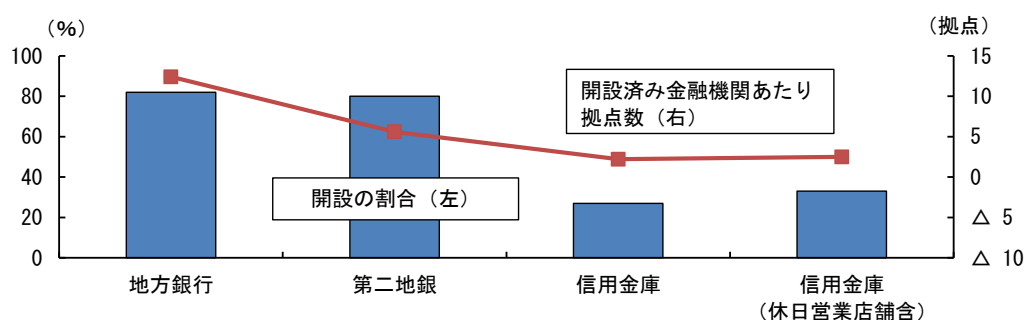 （%）
（拠点）
100
80
60
40
20
0
15
10
5
0
△ 5
△ 10
開設済み金融機関あたり
拠点数（右）
開設の割合（左）
地方銀行
第二地銀
信用金庫
信用金庫
（休日営業店舗含）